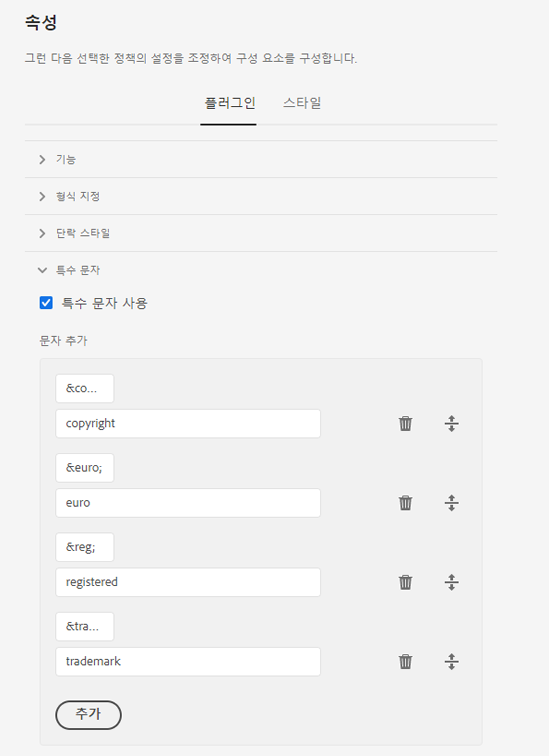 속성
그런 다음 선택한 정책의 설정을 조정하여 구성 요소를 구성합니다.
플러그인 스타일
기능
형식 지정
단락 스타일
특수 문자
특수 문자 사용
문자 추가
&co...
copyright
&euro;
euro
&reg;
registered
&tra...
trademark
추가